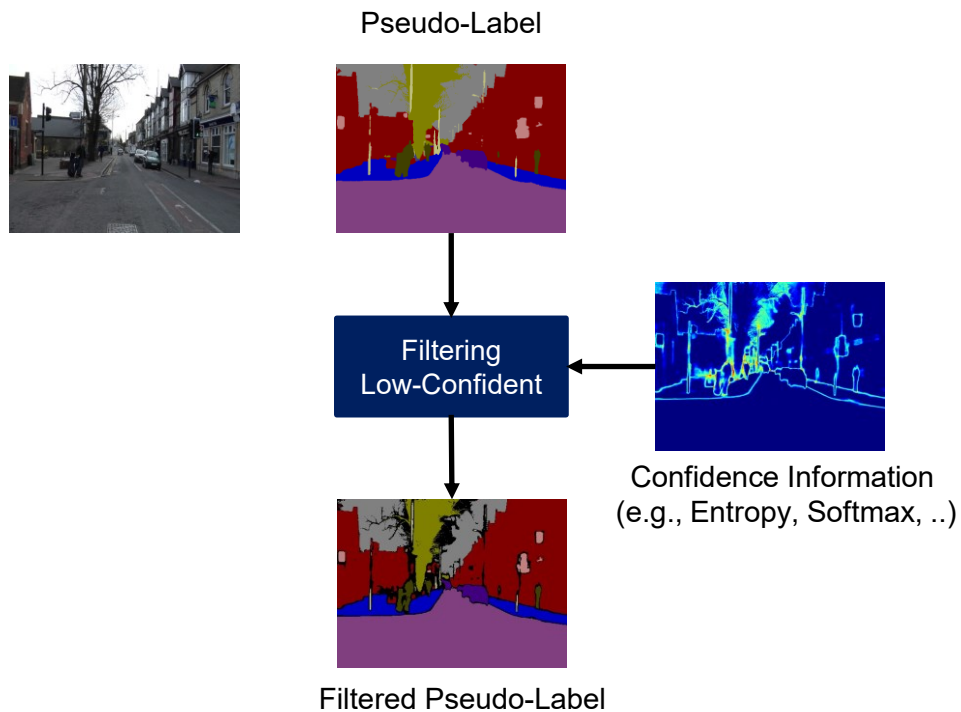 Pseudo-Label
Filtering
Low-Confident
Confidence Information
(e.g., Entropy, Softmax, ..)
Filtered Pseudo-Label